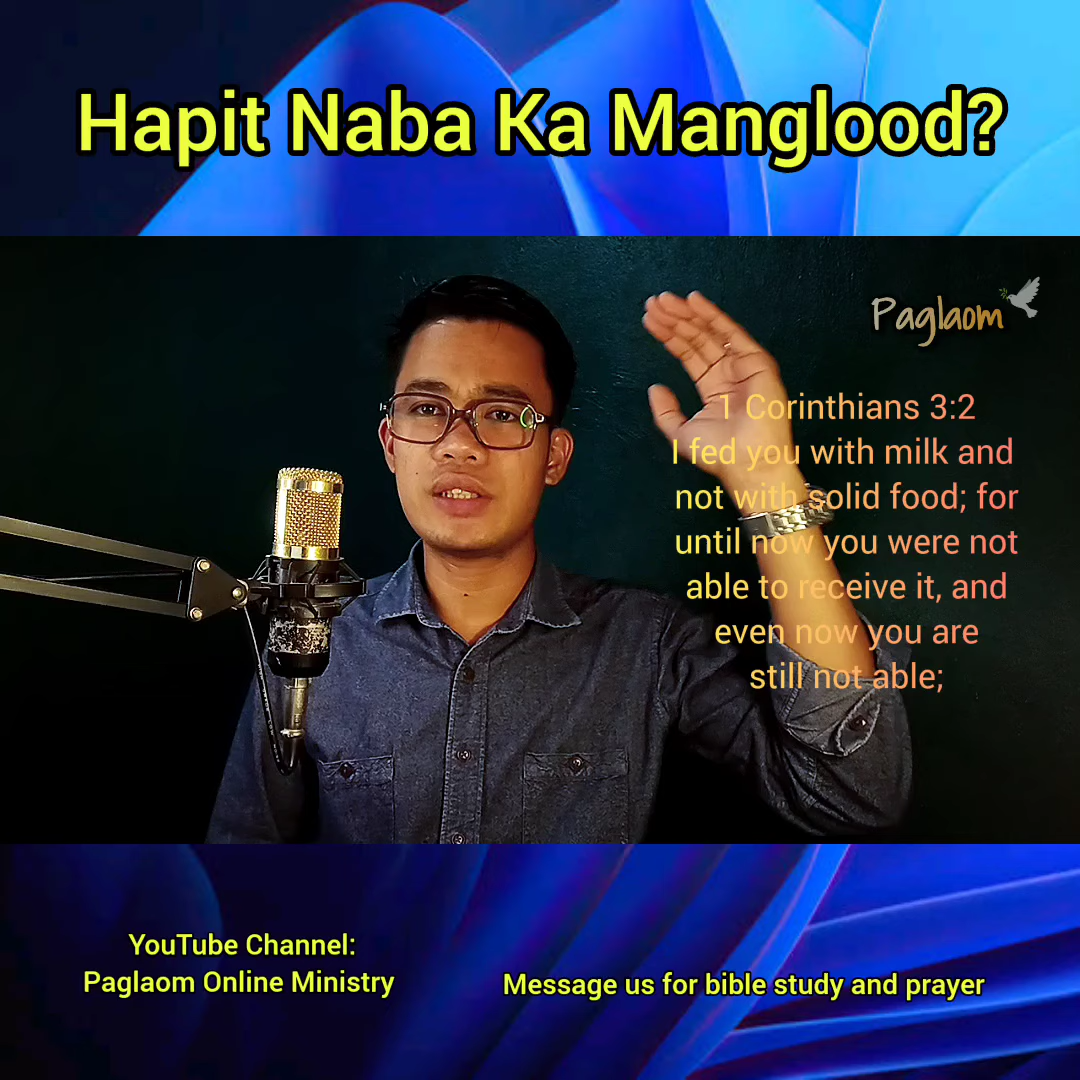 Hapit Naba Ka Manglood?
Paglaom
1 Corinthians 3:2
I fed you with milk and
not with solid food; for
until now you were not
able to receive it, and
even now you are
still not able;
YouTube Channel:
Paglaom Online Ministry
Message us for bible study and prayer